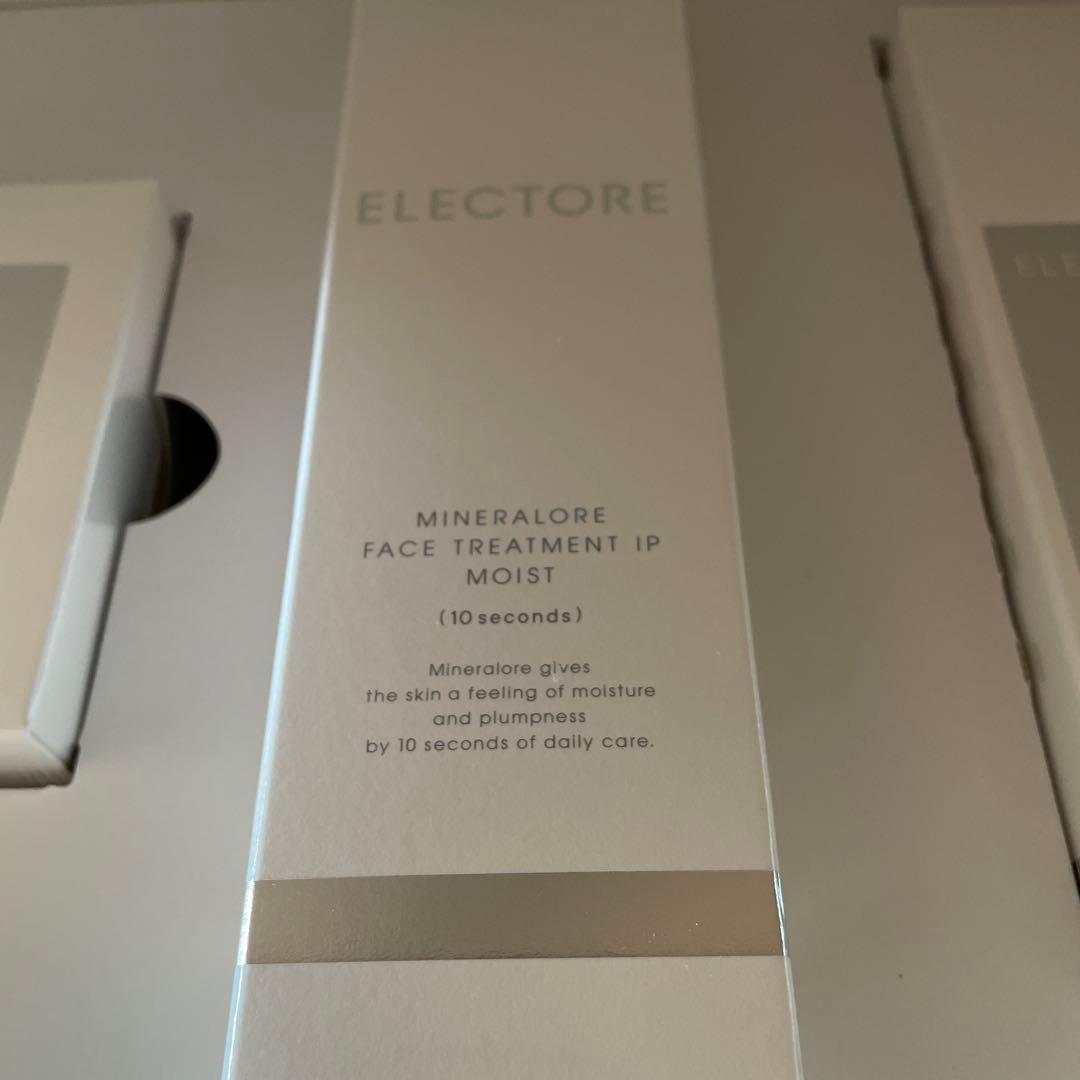 ELECTORE
MINERALORE
FACE TREATMENT IP
MOIST
(10 seconds)
Mineralore gives
the skin a feeling of moisture
and plumpness
by 10 seconds of daily care.
ELE